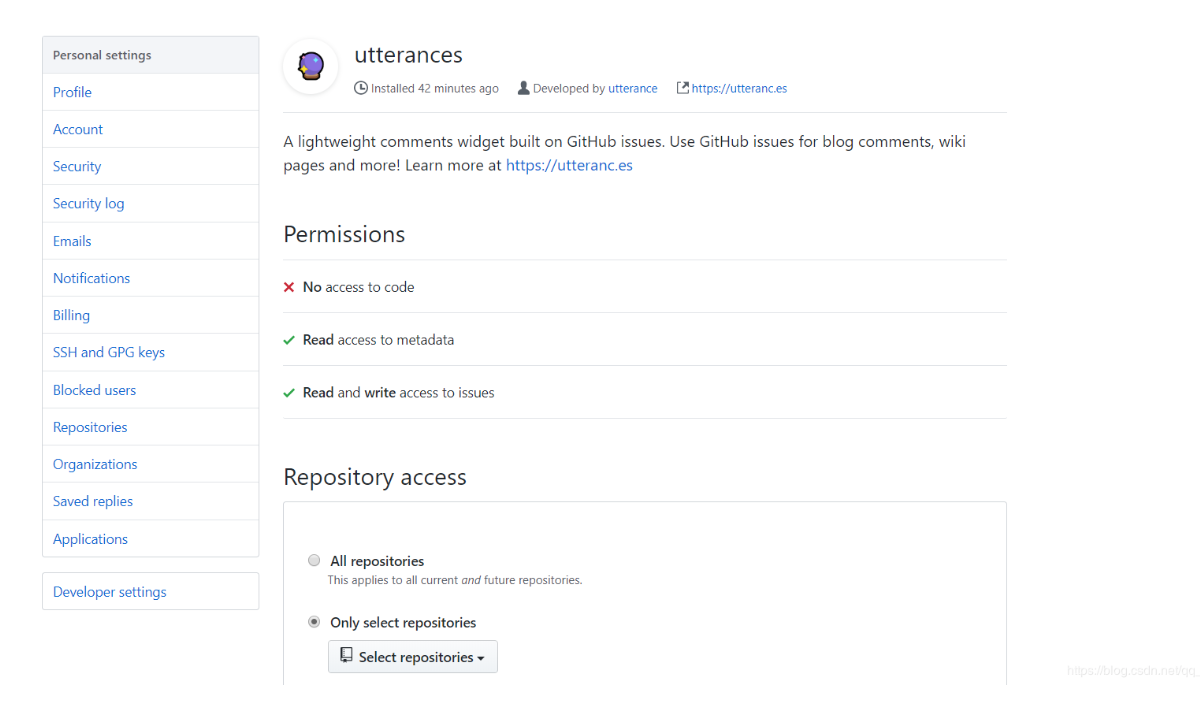 Personal settings
Profile
Account
Security
Security log
Emails
Notifications
Billing
SSH and GPG keys
Blocked users
Repositories
Organizations
Saved replies
Applications
Developer settings
utterances
Installed 42 minutes ago Developed by utterance https://utteranc.es
A lightweight comments widget built on GitHub issues. Use GitHub issues for blog comments, wiki
pages and more! Learn more at https://utteranc.es
Permissions
No access to code
Read access to metadata
Read and write access to issues
Repository access
All repositories
This applies to all current and future repositories.
Only select repositories
Select repositories
https://blog.csdn.net/qq_